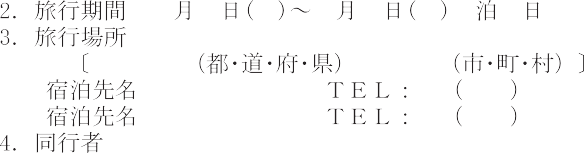 2．旅行期間　　月　日(　)～　月　日(　)　泊　日
3．旅行場所
〔　　　　　(都・道・府・県)　　　　　(市・町・村)〕
宿泊先名　　　　　　　　ＴＥＬ：　(　　)
宿泊先名　　　　　　　　ＴＥＬ：　(　　)
4．同行者